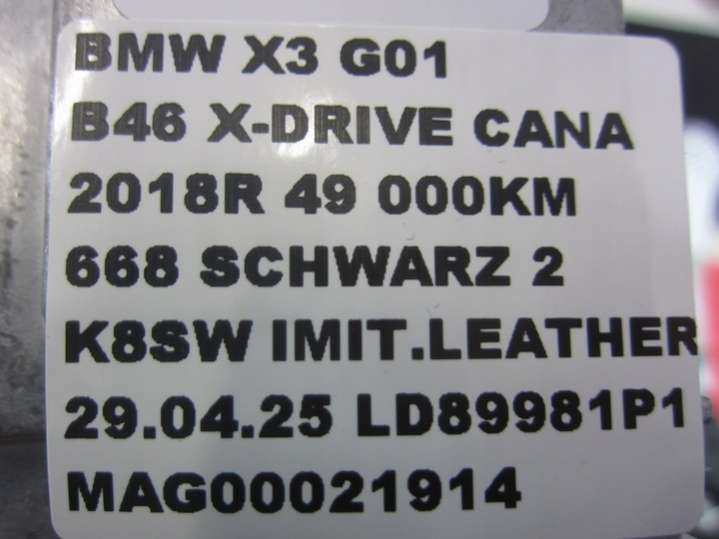 BMW X3 G01
B46 X-DRIVE CANA
2018R 49 000KM
668 SCHWARZ 2
K8SW IMIT.LEATHER
29.04.25 LD89981P1
MAG00021914